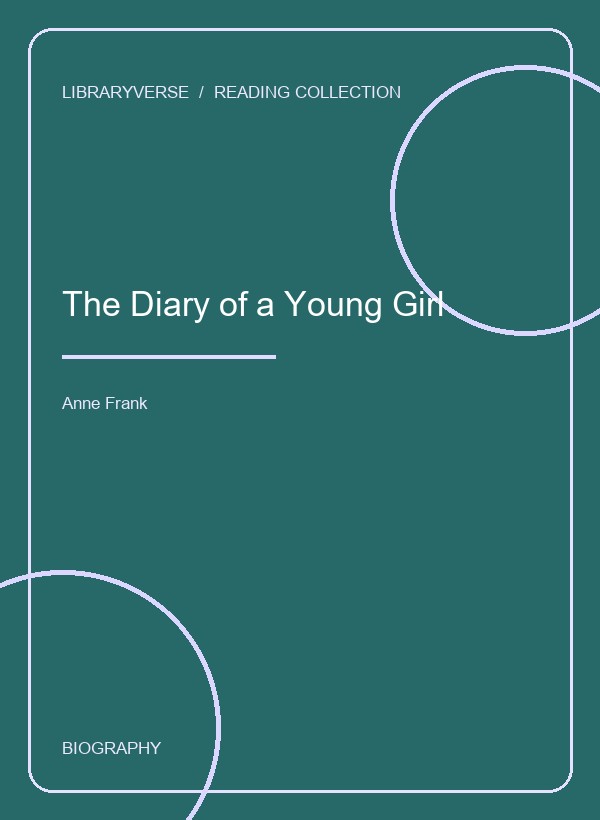 LIBRARYVERSE / READING COLLECTION
The Diary of a Young Girl
Anne Frank
BIOGRAPHY